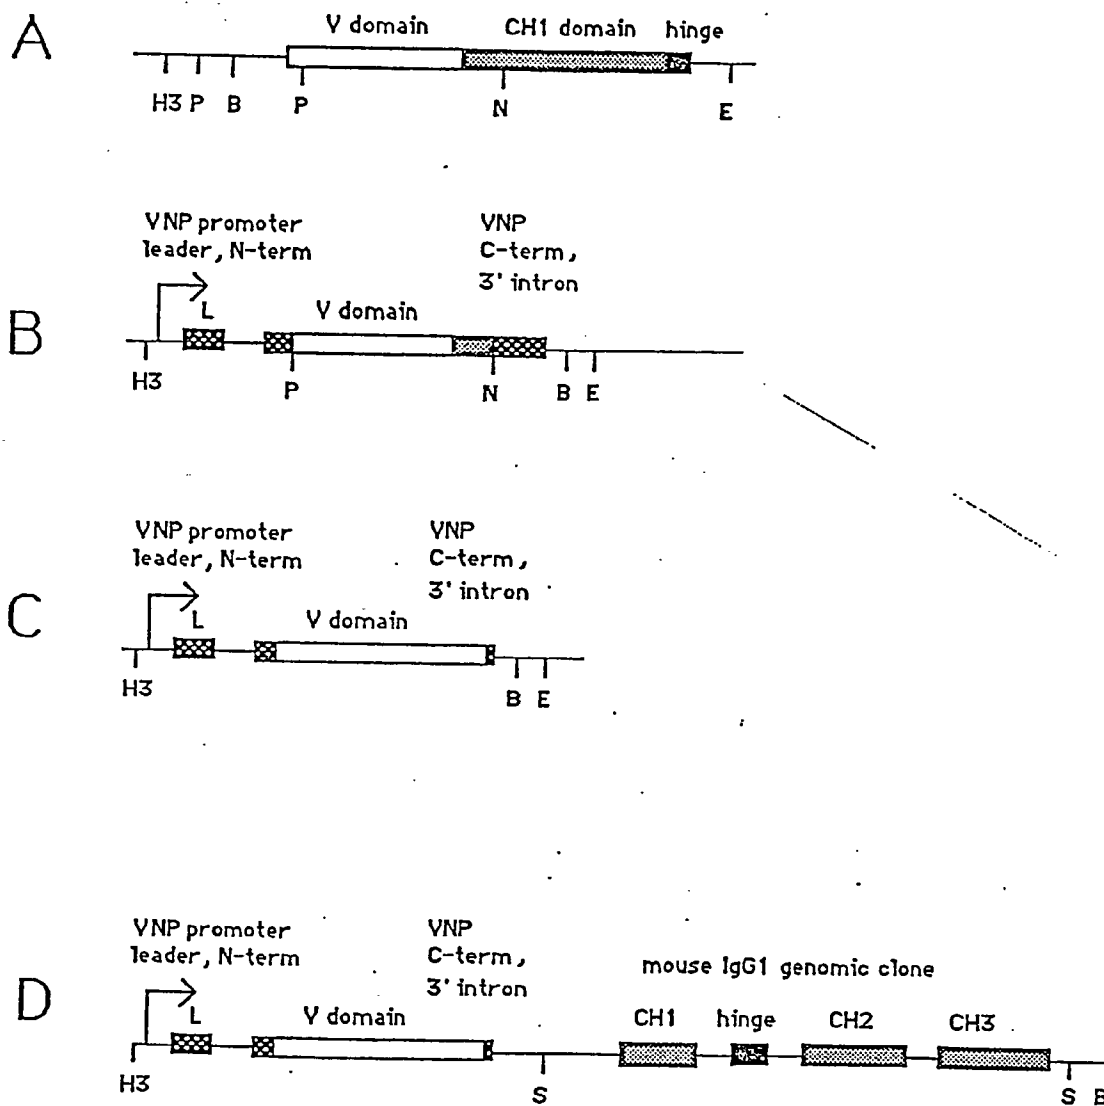 A
V domain CH1 domain hinge
H3 P B P N E
VNP promoter
leader, N-term
VNP
C-term,
3' intron
B
L
V domain
H3 P N B E
VNP promoter
leader, N-term
VNP
C-term,
3' intron
C
L
V domain
H3 B E
VNP promoter
leader, N-term
VNP
C-term,
3' intron
mouse IgG1 genomic clone
D
L
V domain
CH1 hinge CH2 CH3
H3 S S B